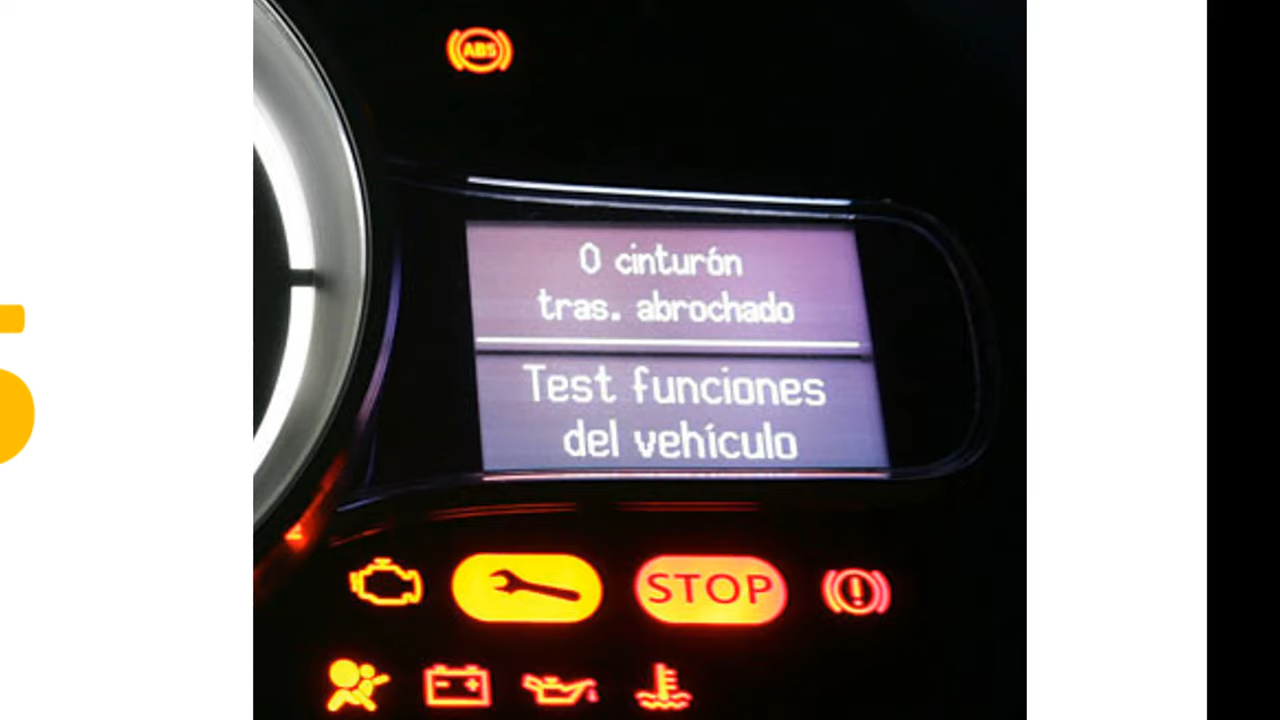 ABS
0 cinturón
tras. abrochado
Test funciones
del vehículo
STOP